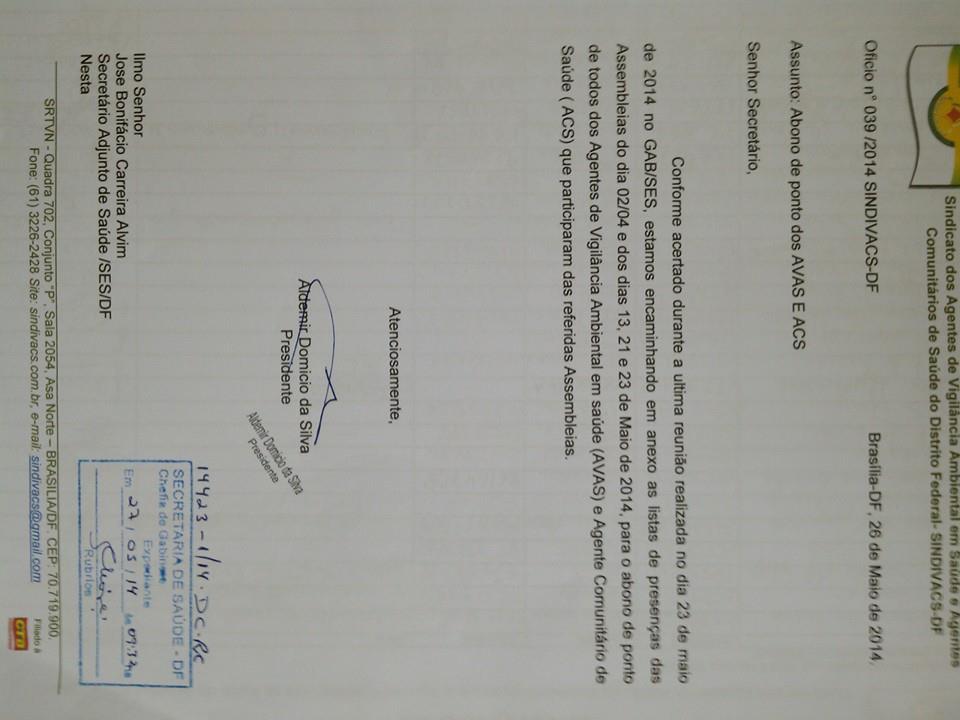 Sindicato dos Agentes de Vigilância Ambiental em Saúde e Agentes
Comunitários de Saúde do Distrito Federal- SINDIVACS-DF
Oficio n° 039 /2014 SINDIVACS-DF
Brasília-DF, 26 de Maio de 2014.
Assunto: Abono de ponto dos AVAS E ACS
Senhor Secretário,
Conforme acertado durante a ultima reunião realizada no dia 23 de maio
de 2014 no GAB/SES, estamos encaminhando em anexo as listas de presenças das
Assembleias do dia 02/04 e dos dias 13, 21 e 23 de Maio de 2014, para o abono de ponto
de todos dos Agentes de Vigilância Ambiental em saúde (AVAS) e Agente Comunitário de
Saúde ( ACS) que participaram das referidas Assembleias.
Atenciosamente,
Aldemir Domicio da Silva
Presidente
Aldemir Domicio da Silva
Presidente
19423-1/14.DC.
SECRETARIA DE SAÚDE - DF
Chefia de Gabinete
Expediante
Em 27/05/14 às 09:32hs
Rubrica
Ilmo Senhor
Jose Bonifácio Carreira Alvim
Secretário Adjunto de Saúde /SES/DF
Nesta
SRTVN - Quadra 702, Conjunto "P", Sala 2054, Asa Norte – BRASILIA/DF. CEP: 70.719.900.
Fone: (61) 3226-2428 Site: sindivacs.com.br, e-mail: sindivacs@gmail.com
Filiado à
CTB